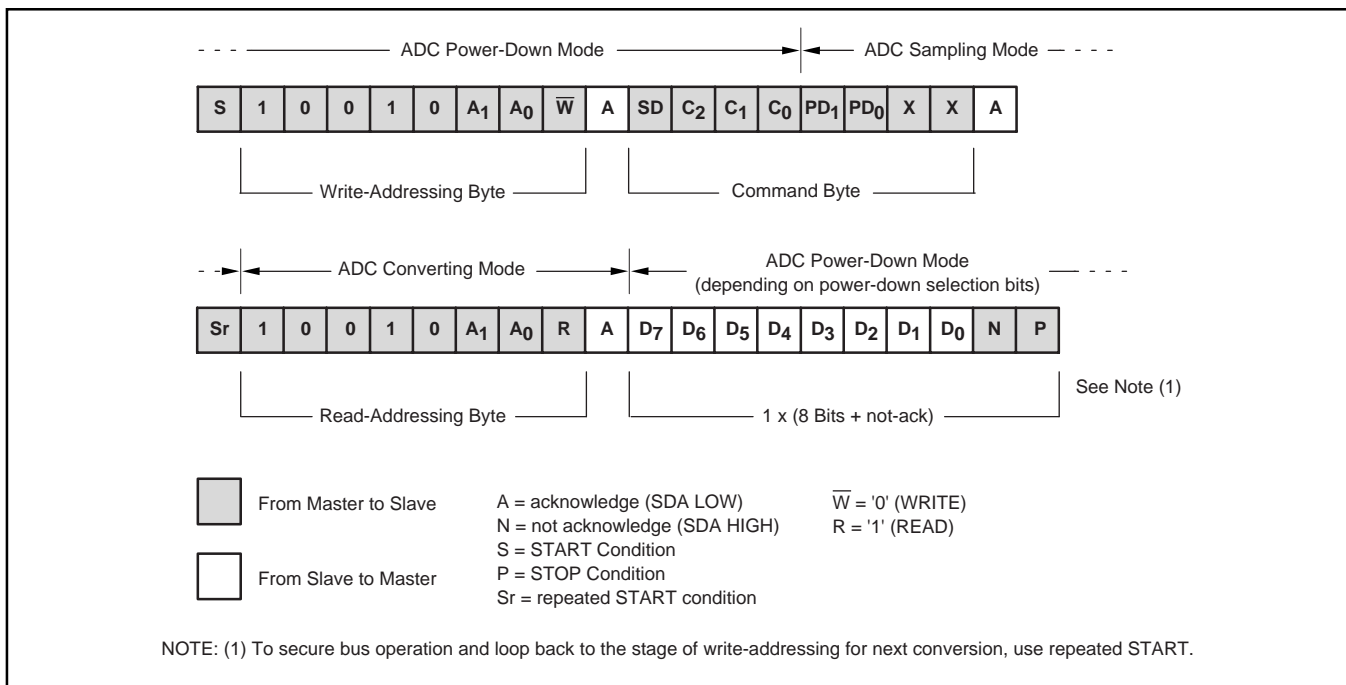 ADC Power-Down Mode ADC Sampling Mode
S 1 0 0 1 0 A1 A0 W̅ A SD C2 C1 C0 PD1 PD0 X X A
Write-Addressing Byte Command Byte
ADC Converting Mode ADC Power-Down Mode
(depending on power-down selection bits)
Sr 1 0 0 1 0 A1 A0 R A D7 D6 D5 D4 D3 D2 D1 D0 N P
See Note (1)
Read-Addressing Byte 1 x (8 Bits + not-ack)
From Master to Slave
From Slave to Master
A = acknowledge (SDA LOW)
N = not acknowledge (SDA HIGH)
S = START Condition
P = STOP Condition
Sr = repeated START condition
W̅ = '0' (WRITE)
R = '1' (READ)
NOTE: (1) To secure bus operation and loop back to the stage of write-addressing for next conversion, use repeated START.